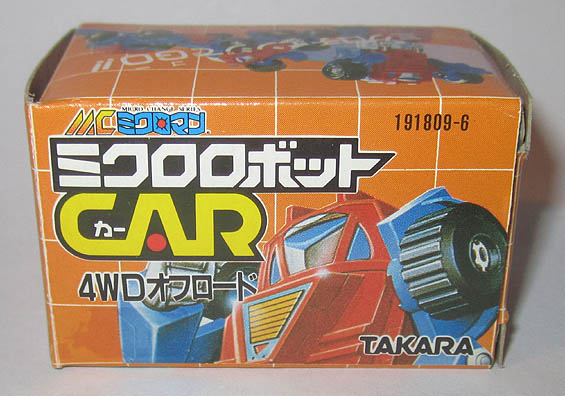 MICRO CHANGE SERIES
MC ミクロマン
191809-6
ミクロロボット
CAR
カー
4WDオフロード
TAKARA